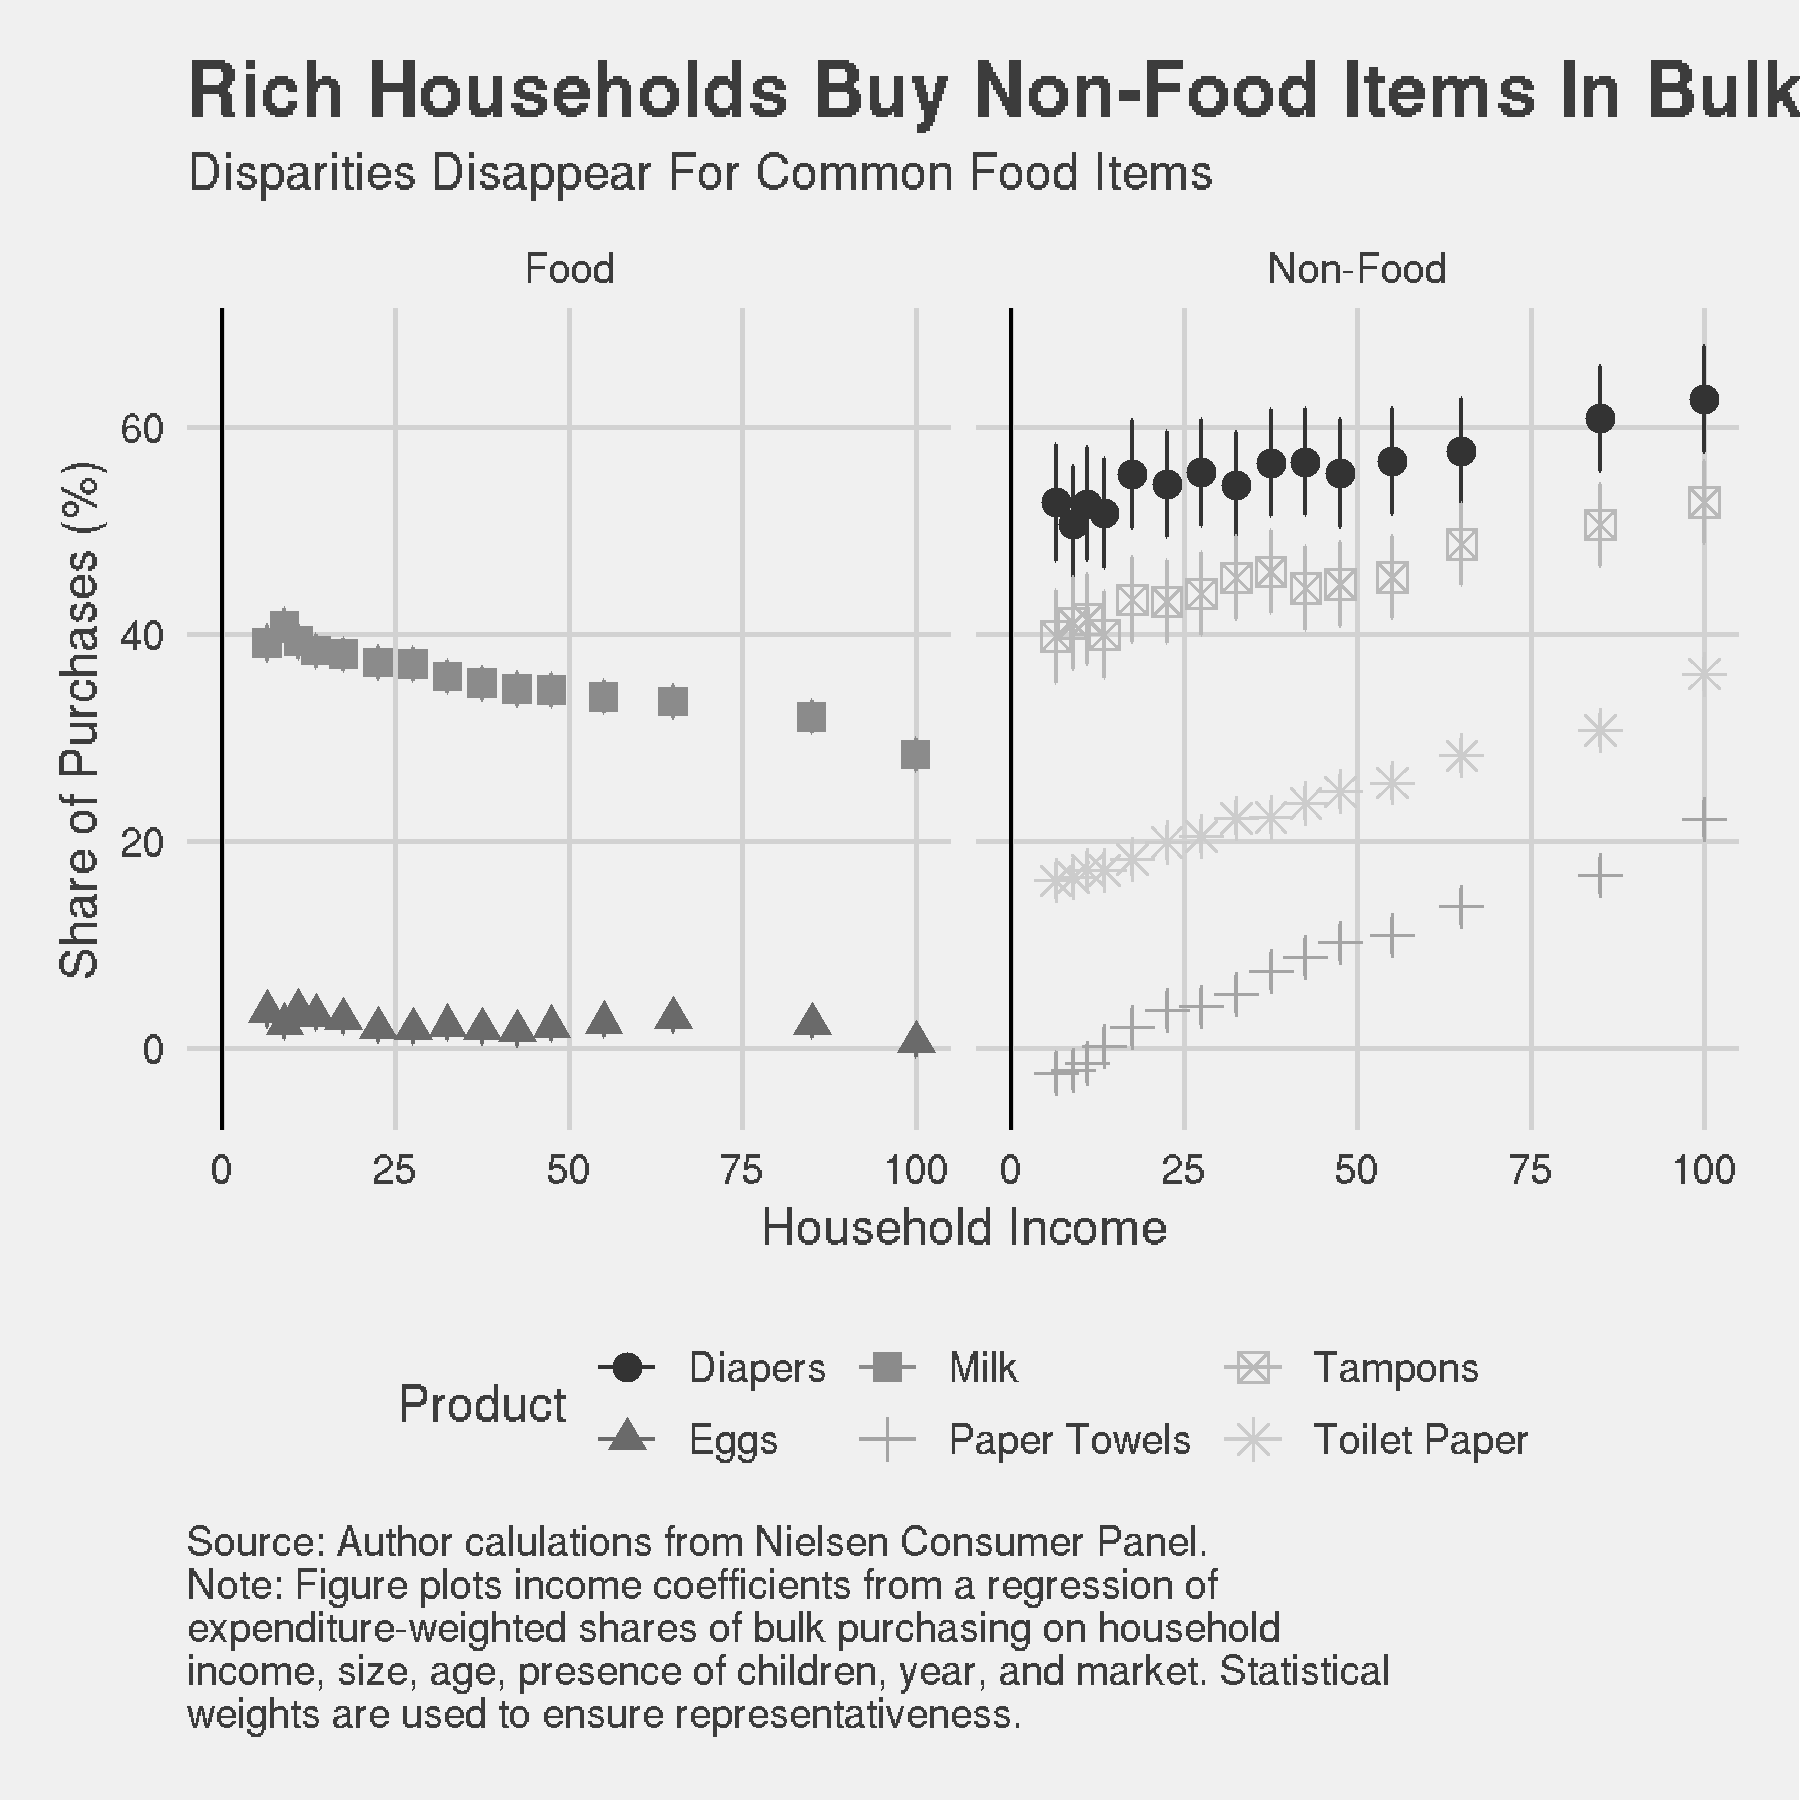 Rich Households Buy Non-Food Items In Bulk
Disparities Disappear For Common Food Items
Food
Non-Food
Share of Purchases (%)
60
40
20
0
0 25 50 75 100
0 25 50 75 100
Household Income
Product
Diapers Milk Tampons
Eggs Paper Towels Toilet Paper
Source: Author calulations from Nielsen Consumer Panel.
Note: Figure plots income coefficients from a regression of
expenditure-weighted shares of bulk purchasing on household
income, size, age, presence of children, year, and market. Statistical
weights are used to ensure representativeness.